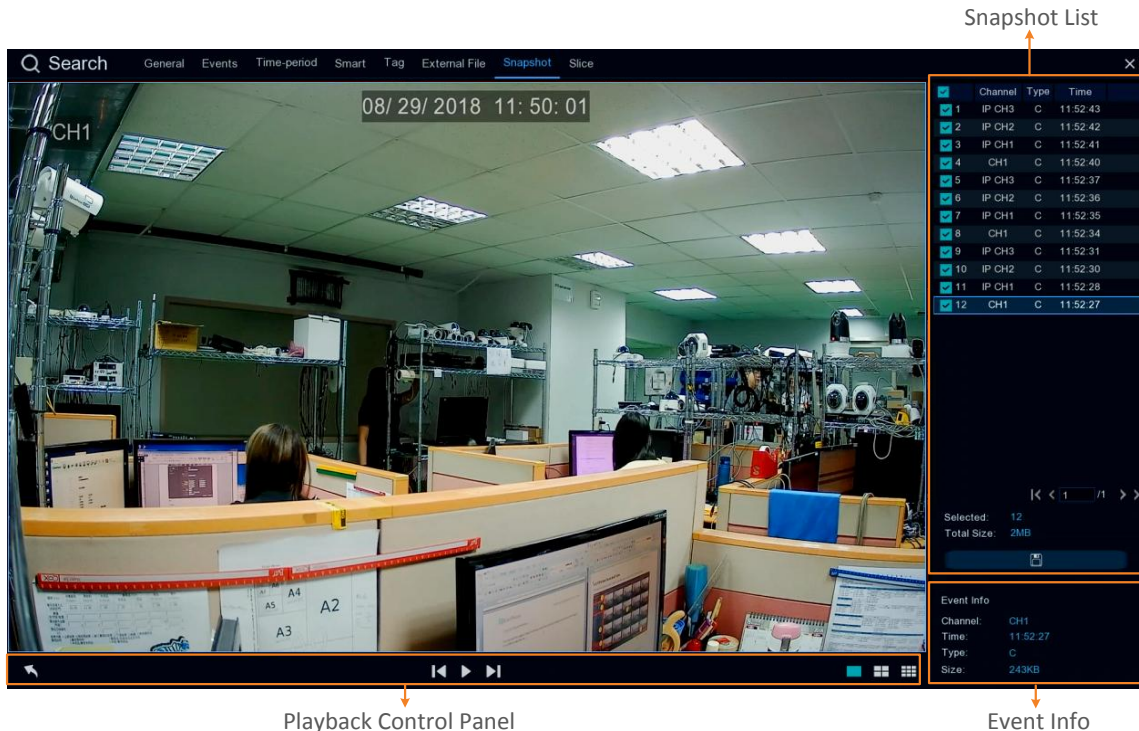 Snapshot List
Search General Events Time-period Smart Tag External File Snapshot Slice
08/ 29/ 2018 11: 50: 01
CH1
Channel Type Time
1 IP CH3 C 11:52:43
2 IP CH2 C 11:52:42
3 IP CH1 C 11:52:41
4 CH1 C 11:52:40
5 IP CH3 C 11:52:37
6 IP CH2 C 11:52:36
7 IP CH1 C 11:52:35
8 CH1 C 11:52:34
9 IP CH3 C 11:52:31
10 IP CH2 C 11:52:30
11 IP CH1 C 11:52:28
12 CH1 C 11:52:27
1 /1
Selected: 12
Total Size: 2MB
A4
A5 A2
A3
Event Info
Channel: CH1
Time: 11:52:27
Type: C
Size: 243KB
Playback Control Panel
Event Info